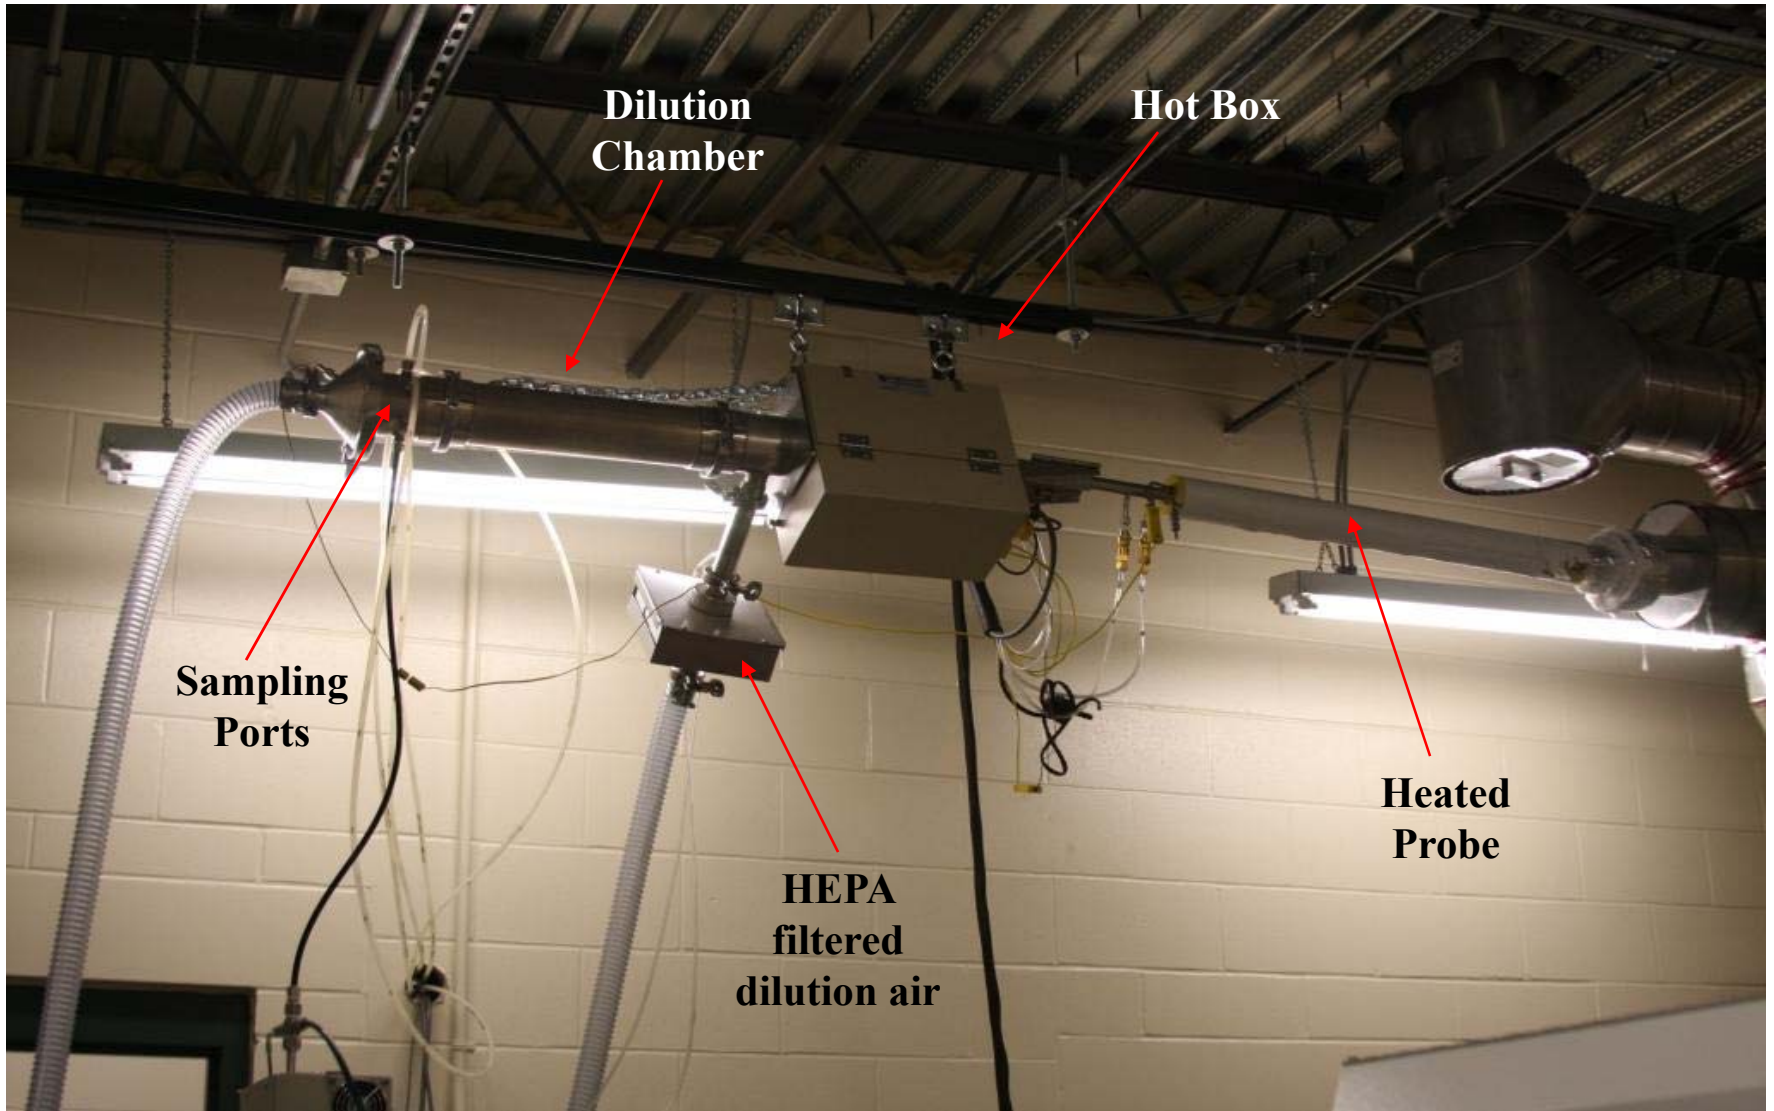 Dilution
Chamber
Hot Box
Sampling
Ports
Heated
Probe
HEPA
filtered
dilution air